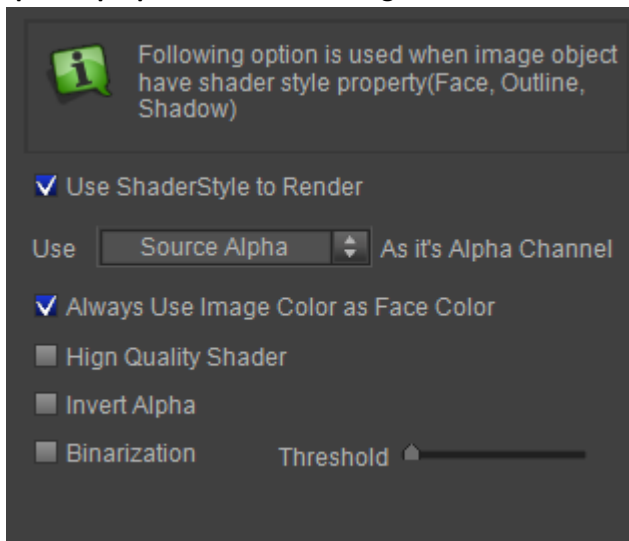 Following option is used when image object
have shader style property(Face, Outline,
Shadow)
Use ShaderStyle to Render
Use Source Alpha As it's Alpha Channel
Always Use Image Color as Face Color
Hign Quality Shader
Invert Alpha
Binarization Threshold